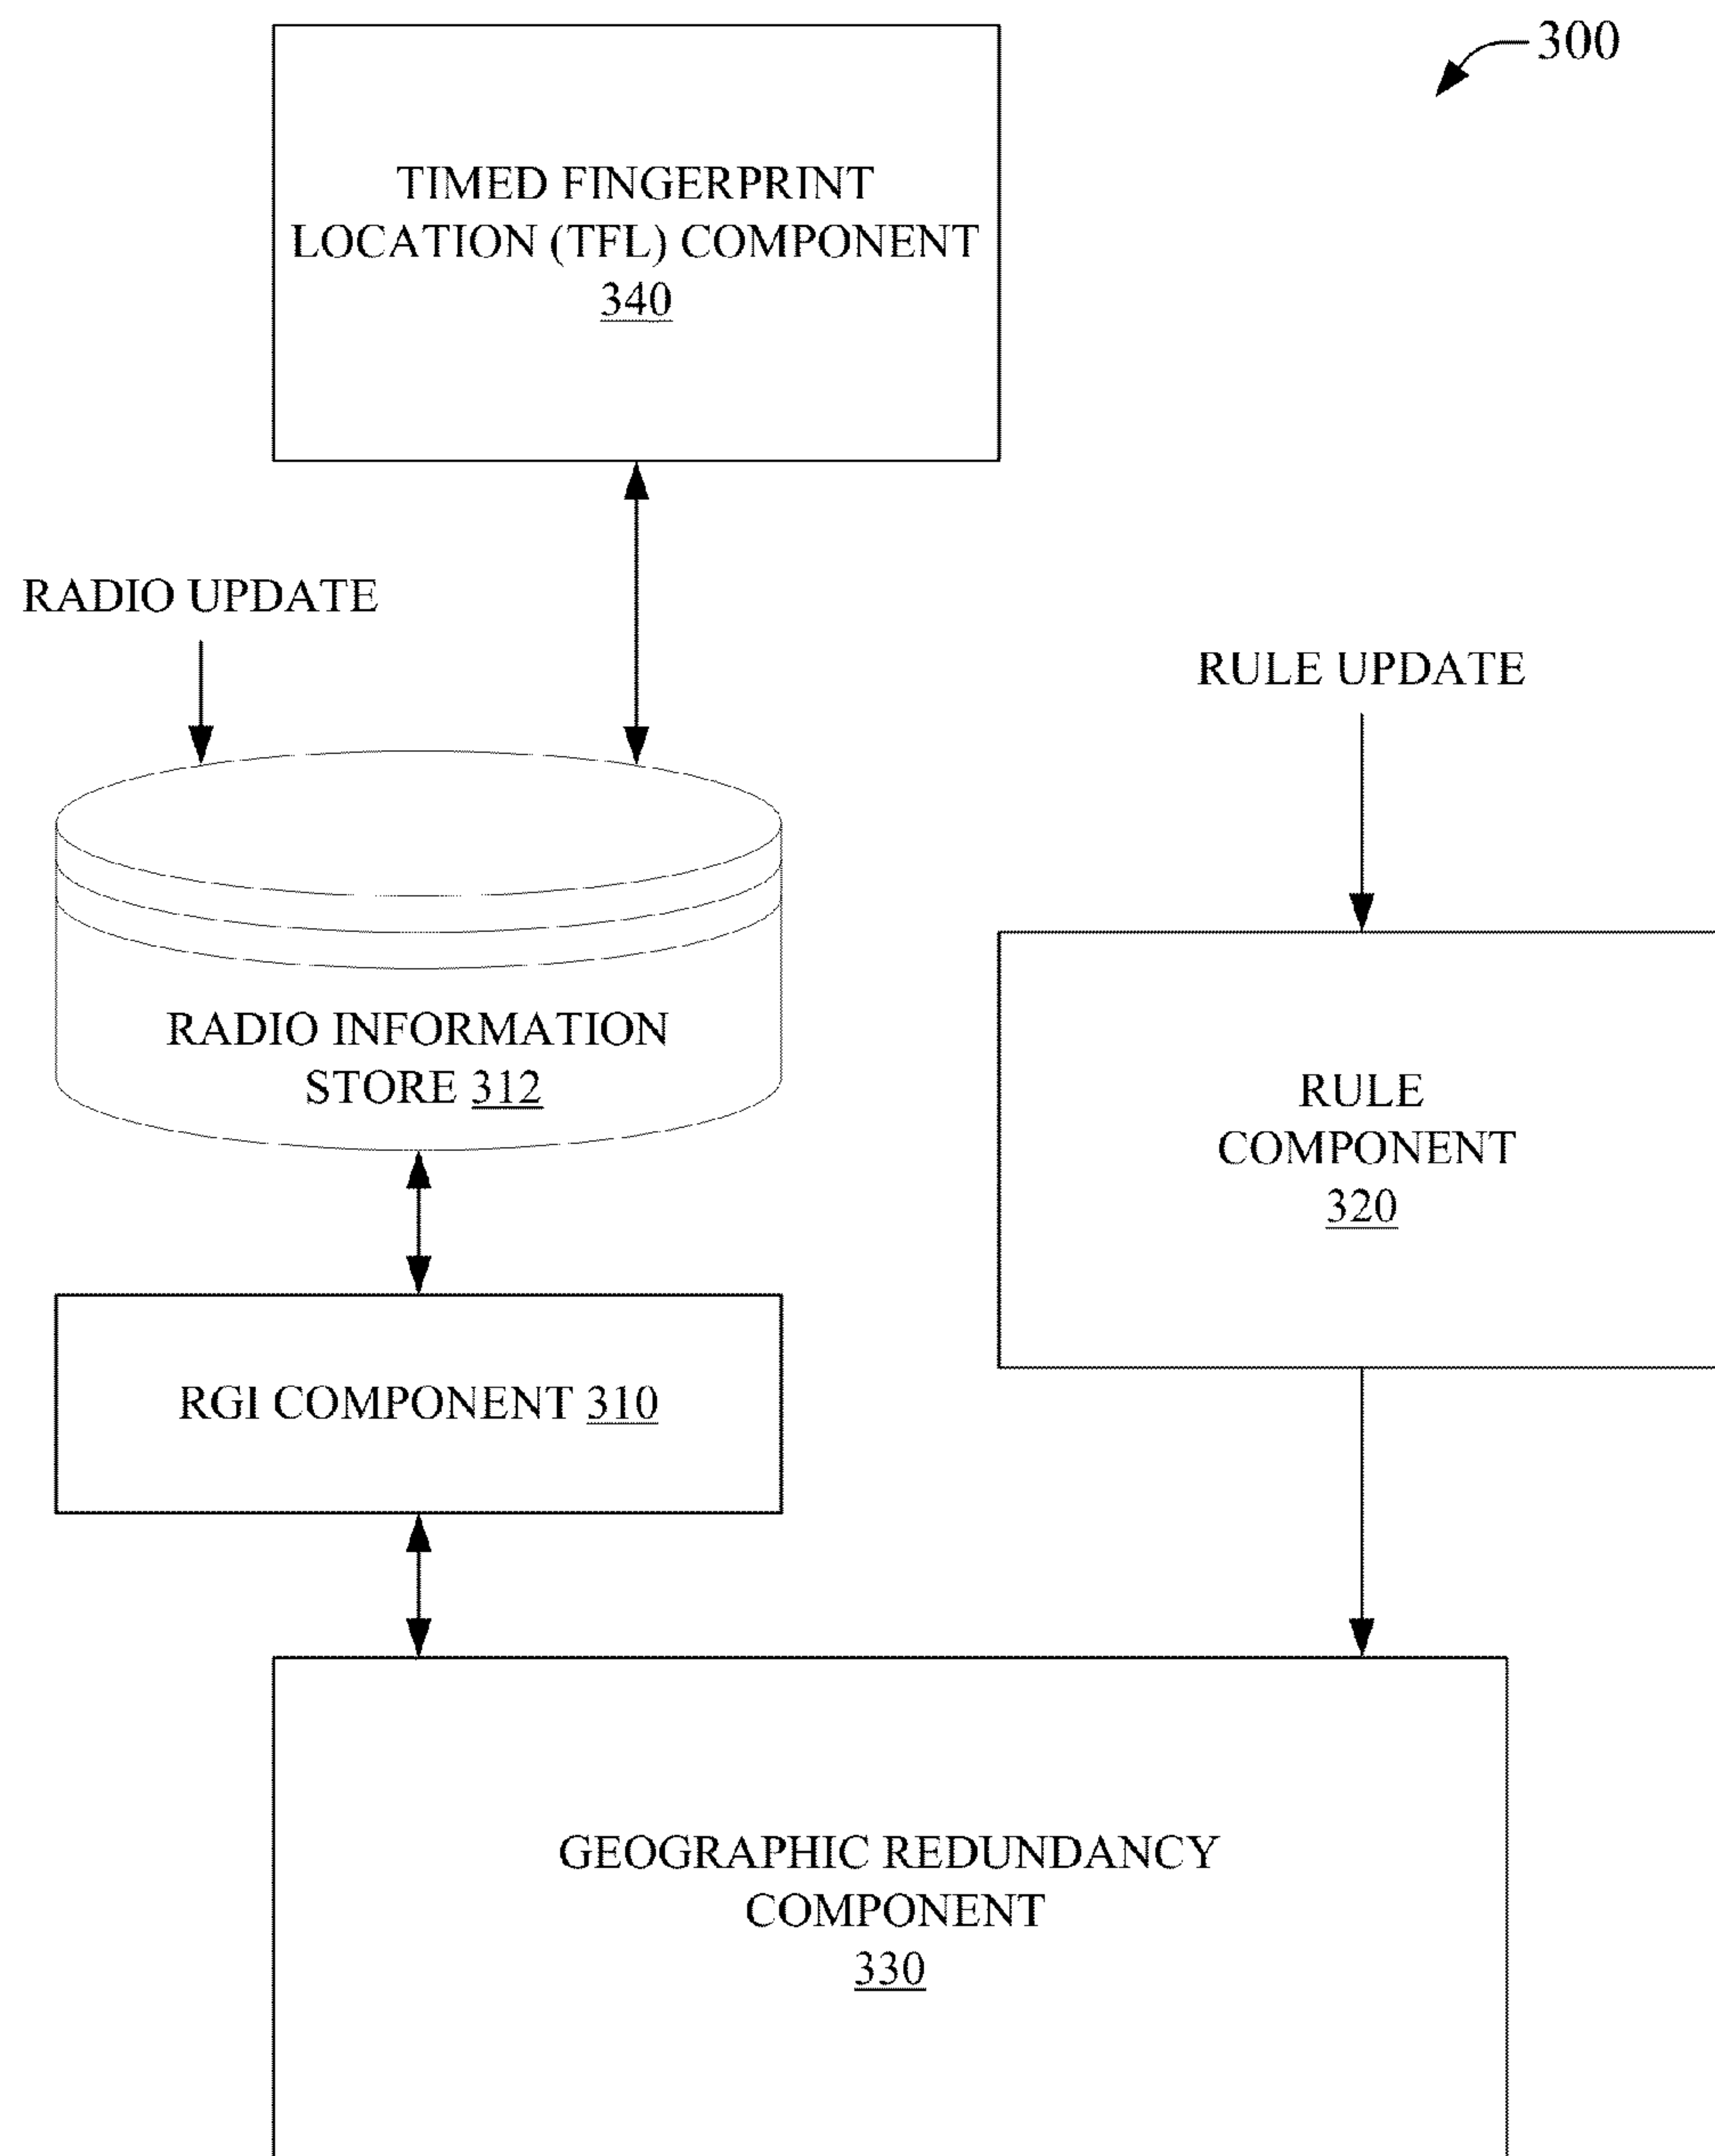 300
TIMED FINGERPRINT
LOCATION (TFL) COMPONENT
340
RADIO UPDATE
RULE UPDATE
RADIO INFORMATION
STORE 312
RULE
COMPONENT
320
RGI COMPONENT 310
GEOGRAPHIC REDUNDANCY
COMPONENT
330